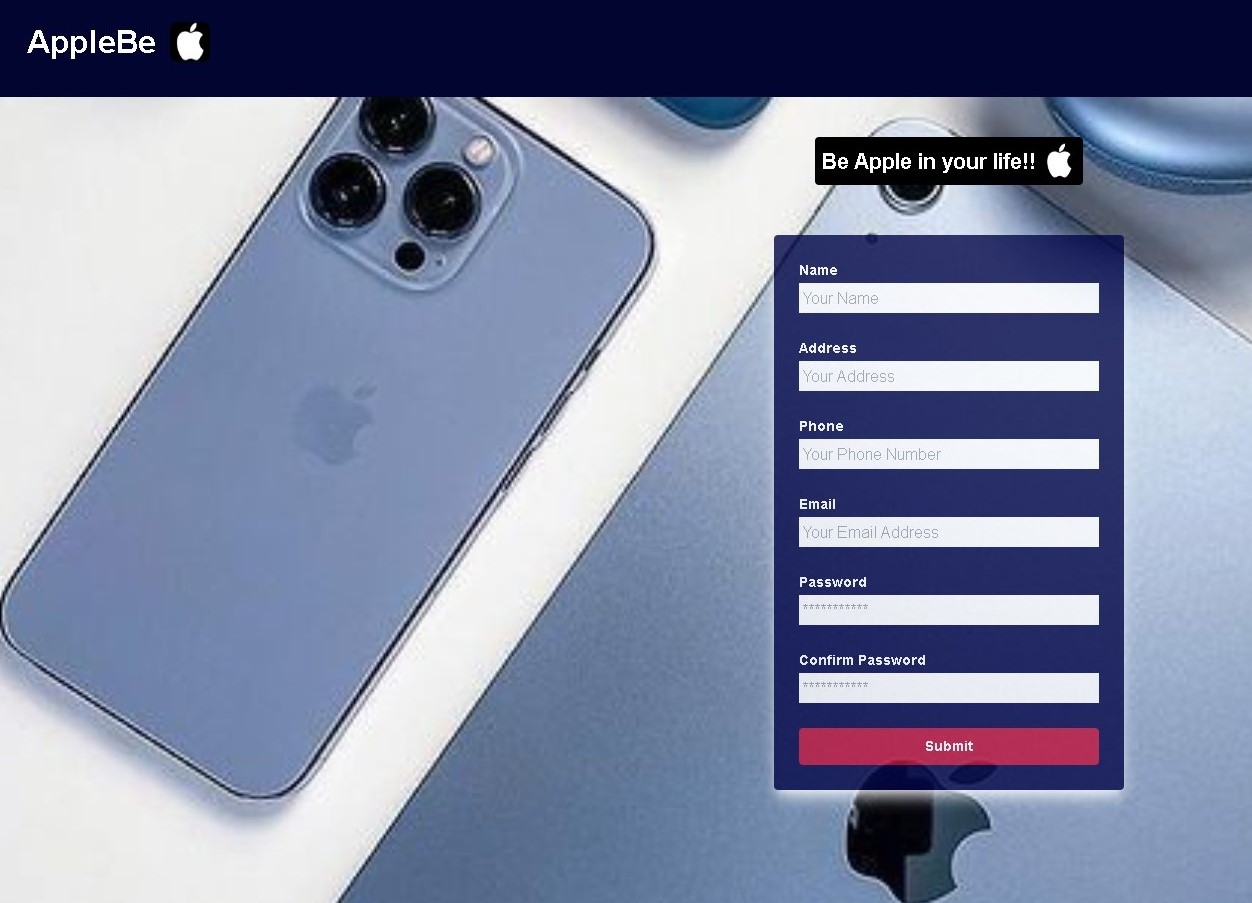 AppleBe
Be Apple in your life!!
Name
Your Name
Address
Your Address
Phone
Your Phone Number
Email
Your Email Address
Password
***********
Confirm Password
***********
Submit